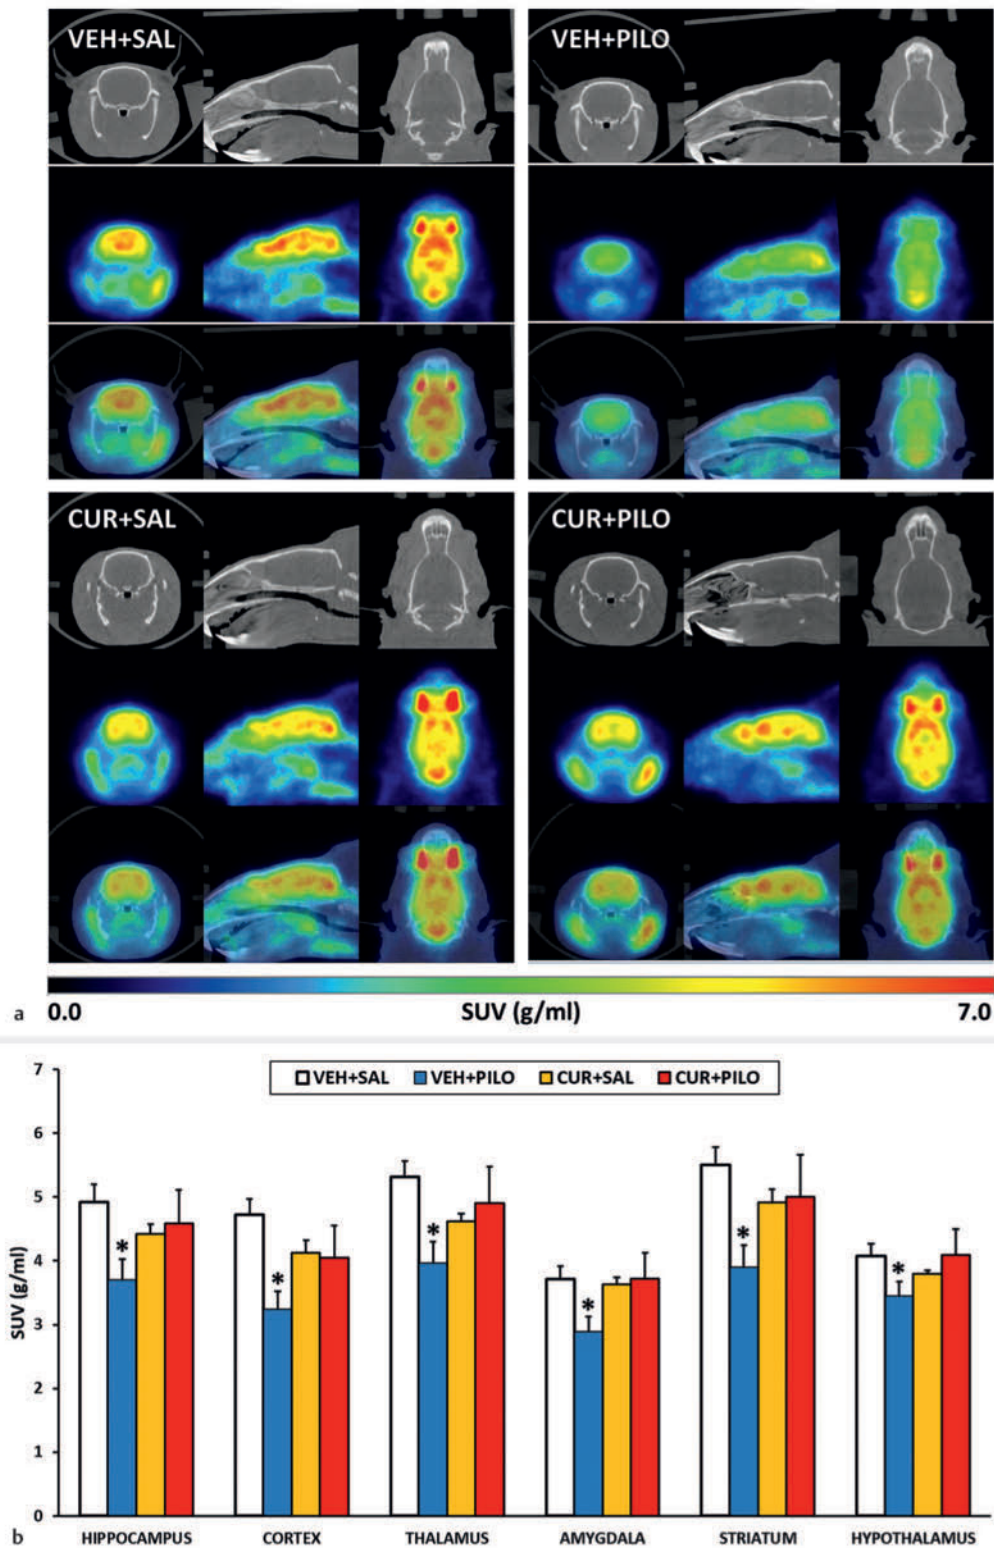 VEH+SAL VEH+PILO
CUR+SAL CUR+PILO
a 0.0 SUV (g/ml) 7.0
VEH+SAL VEH+PILO CUR+SAL CUR+PILO
7
6
5
4
3
2
1
0
SUV (g/ml)
* * * * * *
b HIPPOCAMPUS CORTEX THALAMUS AMYGDALA STRIATUM HYPOTHALAMUS